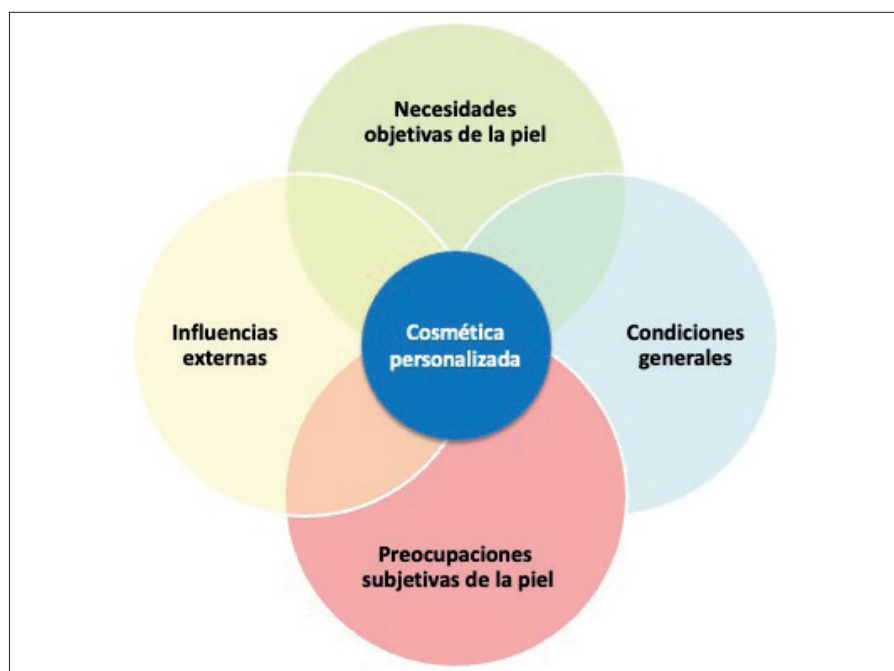 Necesidades
objetivas de la piel
Influencias
externas
Cosmética
personalizada
Condiciones
generales
Preocupaciones
subjetivas de la piel